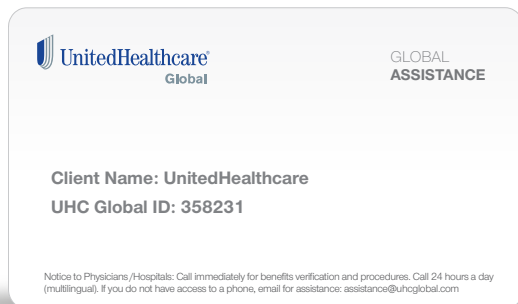 UnitedHealthcare®
Global
GLOBAL
ASSISTANCE
Client Name: UnitedHealthcare
UHC Global ID: 358231
Notice to Physicians/Hospitals: Call immediately for benefits verification and procedures. Call 24 hours a day
(multilingual). If you do not have access to a phone, email for assistance: assistance@uhcglobal.com